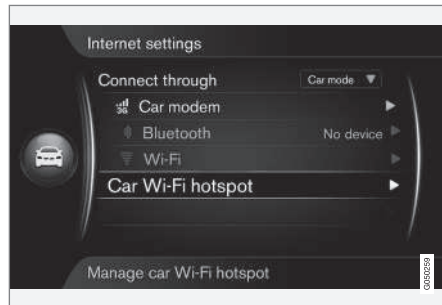 Internet settings
Connect through Car mode
3G Car modem
Bluetooth No device
Wi-Fi
Car Wi-Fi hotspot
Manage car Wi-Fi hotspot
G050259